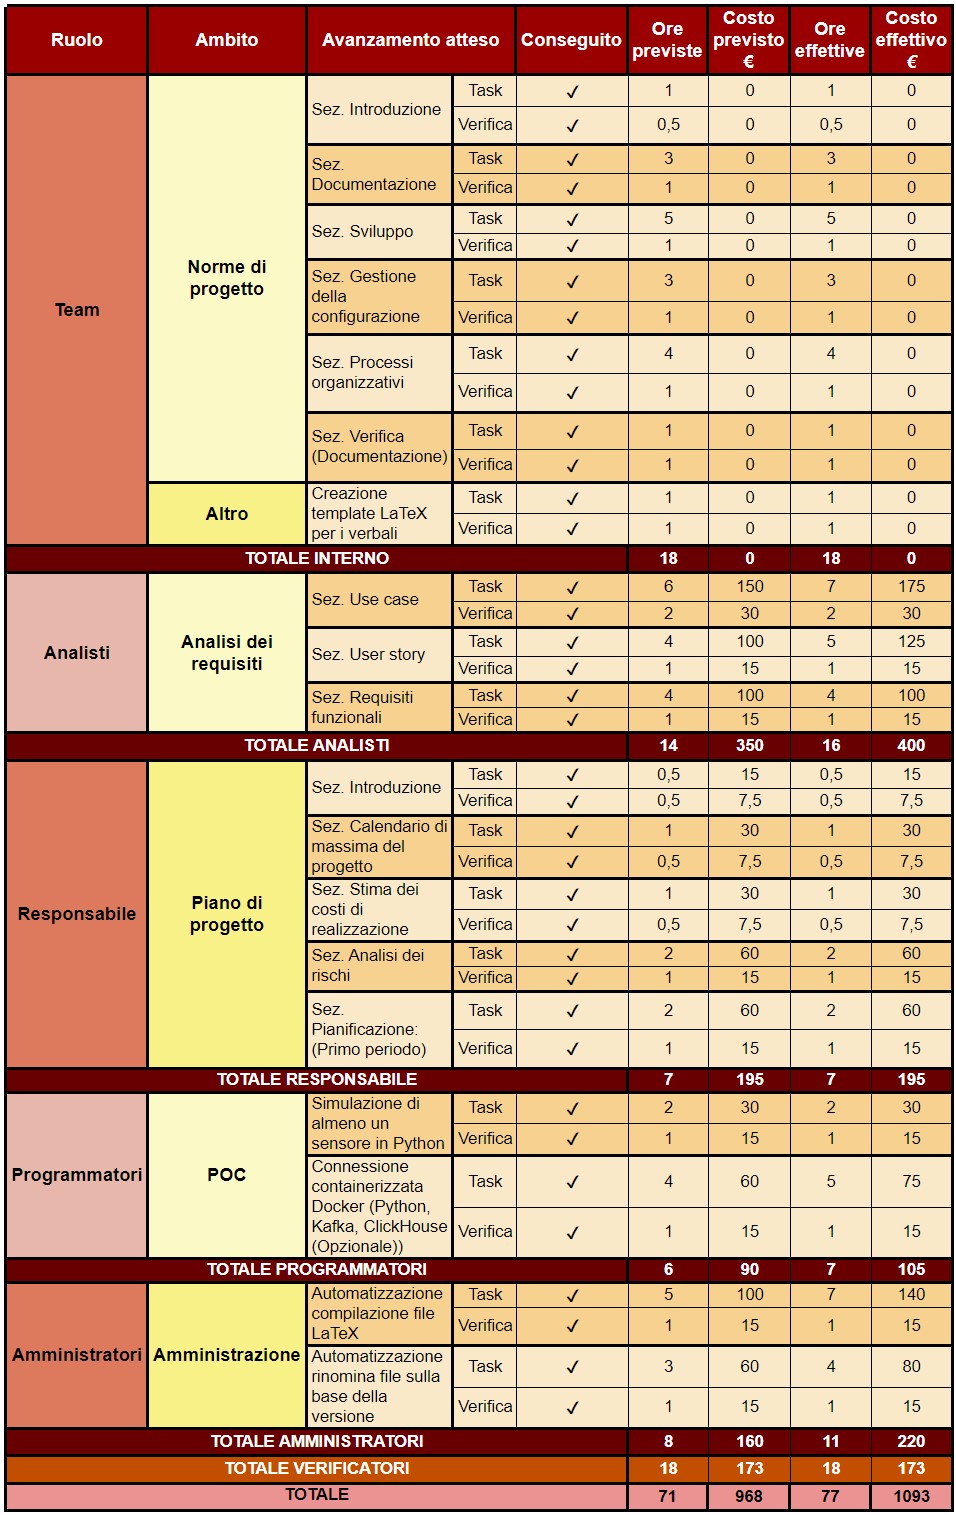 Ruolo Ambito Avanzamento atteso Conseguito Ore previste Costo previsto € Ore effettive Costo effettivo €
Team
Norme di progetto
Sez. Introduzione Task ✓ 1 0 1 0
Verifica ✓ 0,5 0 0,5 0
Sez. Documentazione Task ✓ 3 0 3 0
Verifica ✓ 1 0 1 0
Sez. Sviluppo Task ✓ 5 0 5 0
Verifica ✓ 1 0 1 0
Sez. Gestione della configurazione Task ✓ 3 0 3 0
Verifica ✓ 1 0 1 0
Sez. Processi organizzativi Task ✓ 4 0 4 0
Verifica ✓ 1 0 1 0
Sez. Verifica (Documentazione) Task ✓ 1 0 1 0
Verifica ✓ 1 0 1 0
Altro
Creazione template LaTeX per i verbali Task ✓ 1 0 1 0
Verifica ✓ 1 0 1 0
TOTALE INTERNO 18 0 18 0
Analisti
Analisi dei requisiti
Sez. Use case Task ✓ 6 150 7 175
Verifica ✓ 2 30 2 30
Sez. User story Task ✓ 4 100 5 125
Verifica ✓ 1 15 1 15
Sez. Requisiti funzionali Task ✓ 4 100 4 100
Verifica ✓ 1 15 1 15
TOTALE ANALISTI 14 350 16 400
Responsabile
Piano di progetto
Sez. Introduzione Task ✓ 0,5 15 0,5 15
Verifica ✓ 0,5 7,5 0,5 7,5
Sez. Calendario di massima del progetto Task ✓ 1 30 1 30
Verifica ✓ 0,5 7,5 0,5 7,5
Sez. Stima dei costi di realizzazione Task ✓ 1 30 1 30
Verifica ✓ 0,5 7,5 0,5 7,5
Sez. Analisi dei rischi Task ✓ 2 60 2 60
Verifica ✓ 1 15 1 15
Sez. Pianificazione: (Primo periodo) Task ✓ 2 60 2 60
Verifica ✓ 1 15 1 15
TOTALE RESPONSABILE 7 195 7 195
Programmatori
POC
Simulazione di almeno un sensore in Python Task ✓ 2 30 2 30
Verifica ✓ 1 15 1 15
Connessione containerizzata Docker (Python, Kafka, ClickHouse (Opzionale)) Task ✓ 4 60 5 75
Verifica ✓ 1 15 1 15
TOTALE PROGRAMMATORI 6 90 7 105
Amministratori
Amministrazione
Automatizzazione compilazione file LaTeX Task ✓ 5 100 7 140
Verifica ✓ 1 15 1 15
Automatizzazione rinomina file sulla base della versione Task ✓ 3 60 4 80
Verifica ✓ 1 15 1 15
TOTALE AMMINISTRATORI 8 160 11 220
TOTALE VERIFICATORI 18 173 18 173
TOTALE 71 968 77 1093